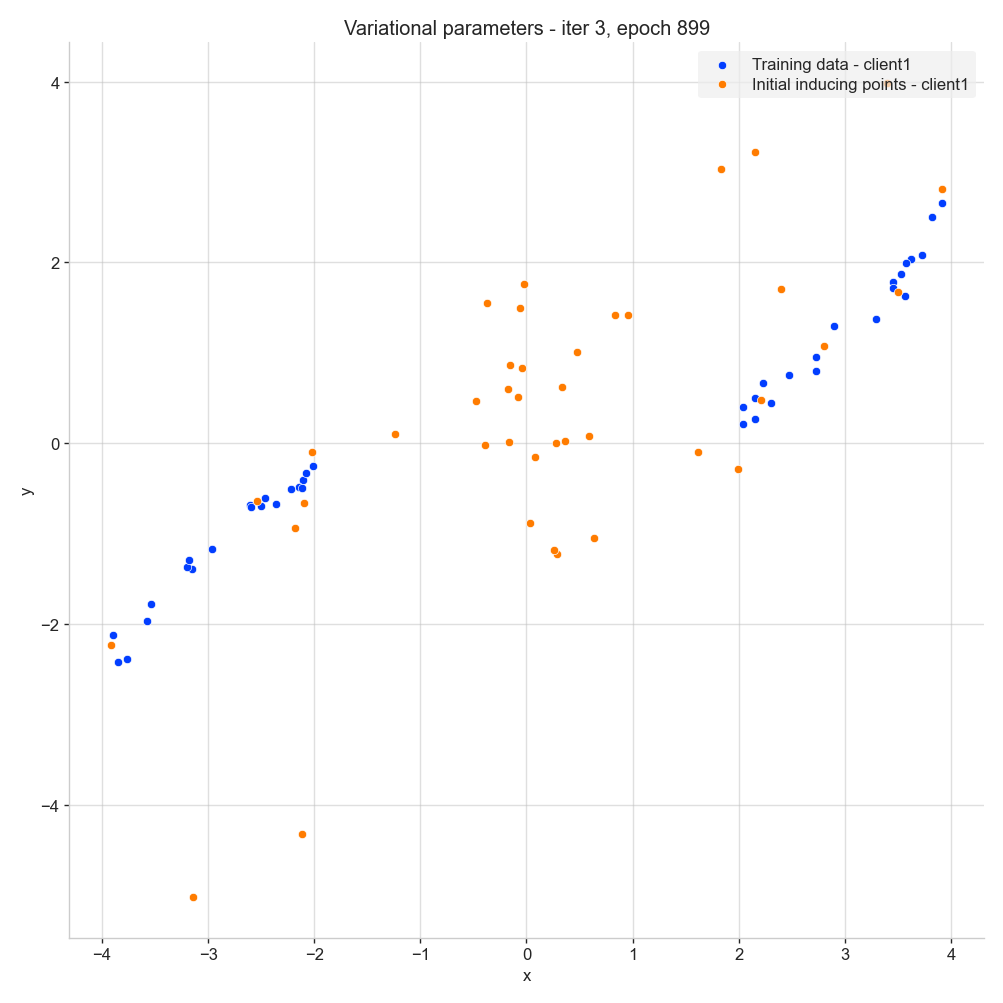 Variational parameters - iter 3, epoch 899
Training data - client1
Initial inducing points - client1
y
4
2
0
−2
−4
−4 −3 −2 −1 0 1 2 3 4
x